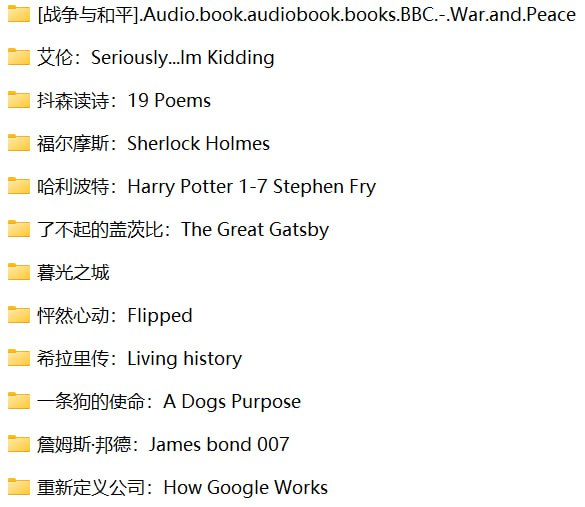 [战争与和平].Audio.book.audiobook.books.BBC.-.War.and.Peace
艾伦：Seriously...Im Kidding
抖森读诗：19 Poems
福尔摩斯：Sherlock Holmes
哈利波特：Harry Potter 1-7 Stephen Fry
了不起的盖茨比：The Great Gatsby
暮光之城
怦然心动：Flipped
希拉里传：Living history
一条狗的使命：A Dogs Purpose
詹姆斯·邦德：James bond 007
重新定义公司：How Google Works